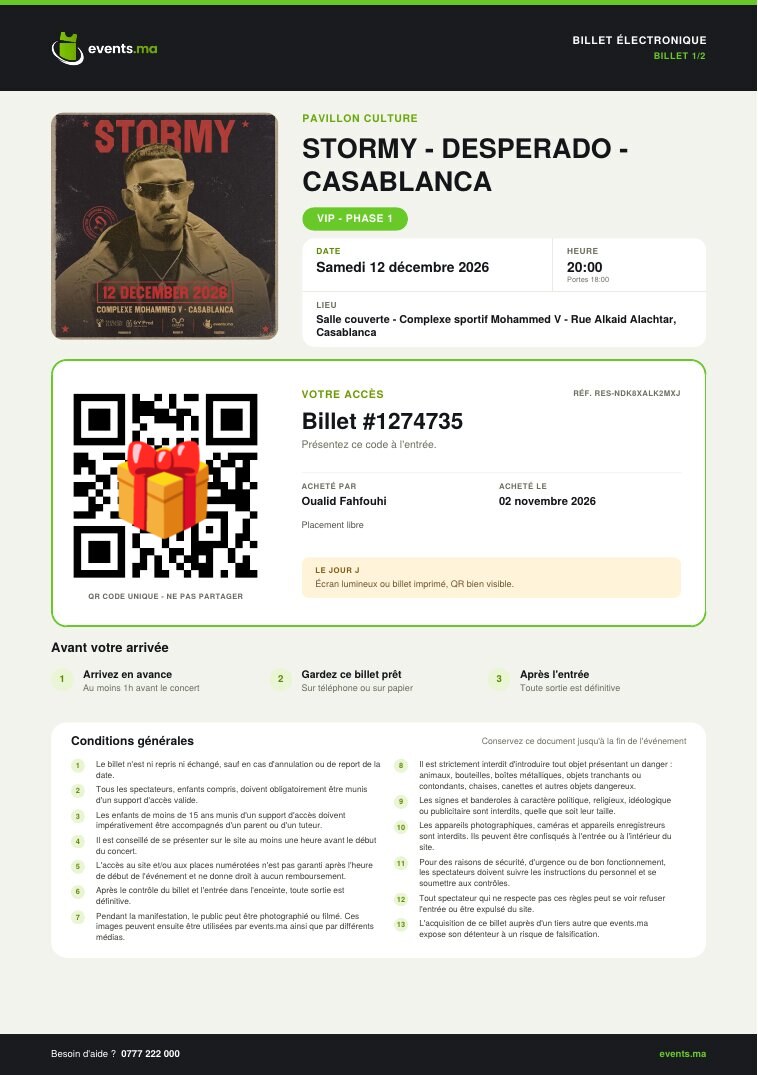 events.ma
BILLET ÉLECTRONIQUE
BILLET 1/2
STORMY
12 DECEMBER 2026
COMPLEXE MOHAMMED V - CASABLANCA
PAVILLON CULTURE
STORMY - DESPERADO -
CASABLANCA
VIP - PHASE 1
DATE
Samedi 12 décembre 2026
HEURE
20:00
Portes 18:00
LIEU
Salle couverte - Complexe sportif Mohammed V - Rue Alkaid Alachtar,
Casablanca
QR CODE UNIQUE - NE PAS PARTAGER
VOTRE ACCÈS
RÉF. RES-NDK8XALK2MXJ
Billet #1274735
Présentez ce code à l'entrée.
ACHETÉ PAR
Oualid Fahfouhi
ACHETÉ LE
02 novembre 2026
Placement libre
LE JOUR J
Écran lumineux ou billet imprimé, QR bien visible.
Avant votre arrivée
1
Arrivez en avance
Au moins 1h avant le concert
2
Gardez ce billet prêt
Sur téléphone ou sur papier
3
Après l'entrée
Toute sortie est définitive
Conditions générales
Conservez ce document jusqu'à la fin de l'événement
1 Le billet n'est ni repris ni échangé, sauf en cas d'annulation ou de report de la
date.
2 Tous les spectateurs, enfants compris, doivent obligatoirement être munis
d'un support d'accès valide.
3 Les enfants de moins de 15 ans munis d'un support d'accès doivent
impérativement être accompagnés d'un parent ou d'un tuteur.
4 Il est conseillé de se présenter sur le site au moins une heure avant le début
du concert.
5 L'accès au site et/ou aux places numérotées n'est pas garanti après l'heure
de début de l'événement et ne donne droit à aucun remboursement.
6 Après le contrôle du billet et l'entrée dans l'enceinte, toute sortie est
définitive.
7 Pendant la manifestation, le public peut être photographié ou filmé. Ces
images peuvent ensuite être utilisées par events.ma ainsi que par différents
médias.
8 Il est strictement interdit d'introduire tout objet présentant un danger :
animaux, bouteilles, boîtes métalliques, objets tranchants ou
contondants, chaises, canettes et autres objets dangereux.
9 Les signes et banderoles à caractère politique, religieux, idéologique
ou publicitaire sont interdits, quelle que soit leur taille.
10 Les appareils photographiques, caméras et appareils enregistreurs
sont interdits. Ils peuvent être confisqués à l'entrée ou à l'intérieur du
site.
11 Pour des raisons de sécurité, d'urgence ou de bon fonctionnement,
les spectateurs doivent suivre les instructions du personnel et se
soumettre aux contrôles.
12 Tout spectateur qui ne respecte pas ces règles peut se voir refuser
l'entrée ou être expulsé du site.
13 L'acquisition de ce billet auprès d'un tiers autre que events.ma
expose son détenteur à un risque de falsification.
Besoin d'aide ? 0777 222 000
events.ma